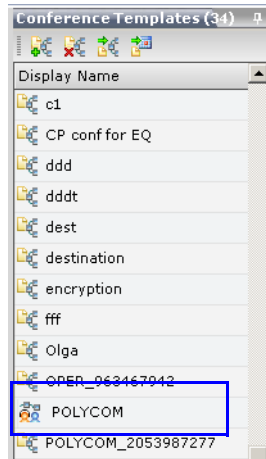 Conference Templates (34)
Display Name
c1
CP conf for EQ
ddd
dddt
dest
destination
encryption
fff
Olga
OPER_963467942
POLYCOM
POLYCOM_2053987277